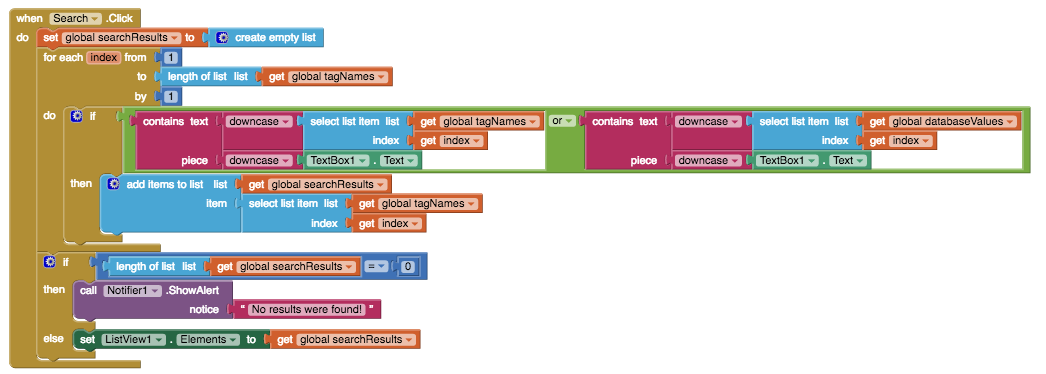 when Search .Click
do set global searchResults to create empty list
for each index from 1
to length of list list get global tagNames
by 1
do if contains text downcase select list item list get global tagNames or contains text downcase select list item list get global databaseValues
index get index index get index
piece downcase TextBox1 . Text piece downcase TextBox1 . Text
then add items to list list get global searchResults
item select list item list get global tagNames
index get index
if length of list list get global searchResults = 0
then call Notifier1 .ShowAlert
notice " No results were found! "
else set ListView1 . Elements to get global searchResults